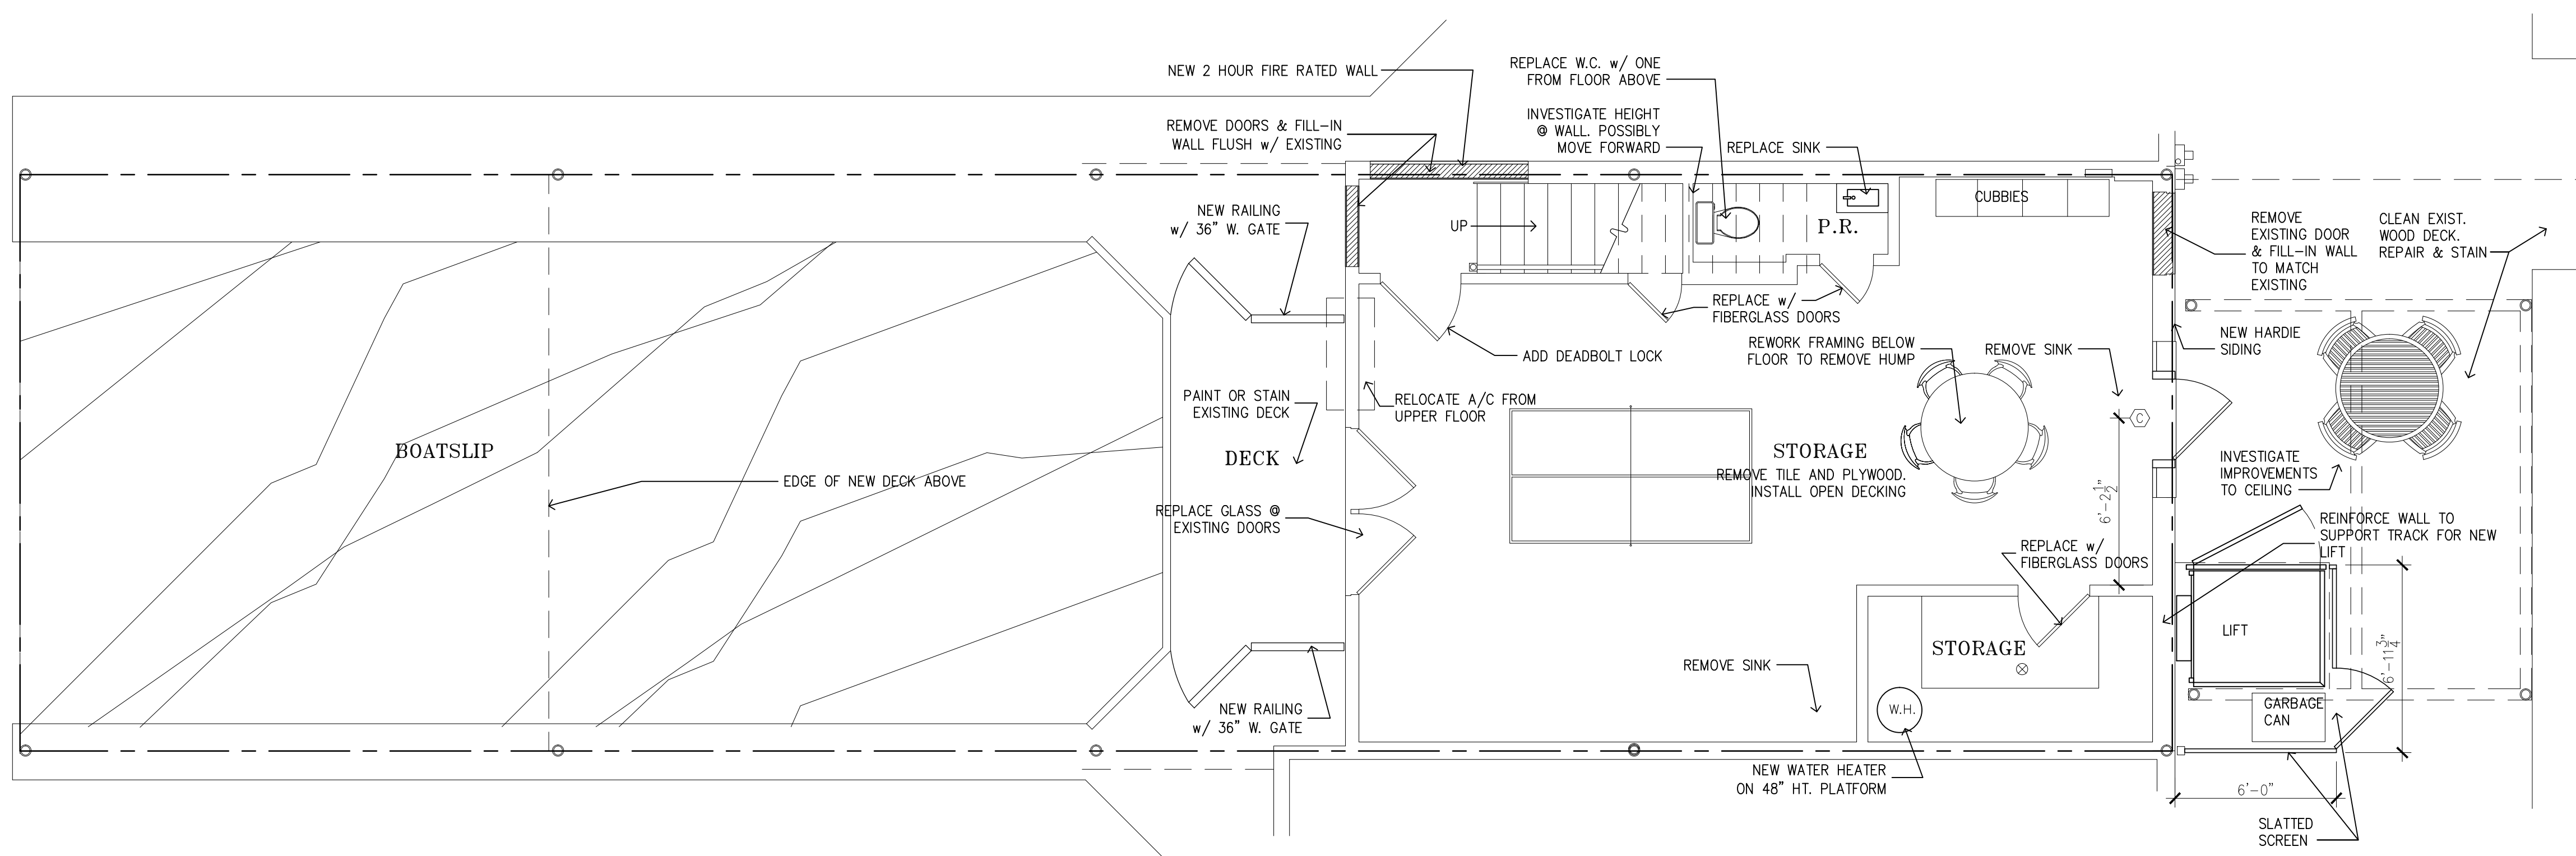 NEW 2 HOUR FIRE RATED WALL
REMOVE DOORS & FILL-IN
WALL FLUSH w/ EXISTING
REPLACE W.C. w/ ONE
FROM FLOOR ABOVE
INVESTIGATE HEIGHT
@ WALL. POSSIBLY
MOVE FORWARD
REPLACE SINK
NEW RAILING
w/ 36" W. GATE
UP
P.R.
CUBBIES
REMOVE
EXISTING DOOR
& FILL-IN WALL
TO MATCH
EXISTING
CLEAN EXIST.
WOOD DECK.
REPAIR & STAIN
REPLACE w/
FIBERGLASS DOORS
ADD DEADBOLT LOCK
REWORK FRAMING BELOW
FLOOR TO REMOVE HUMP
REMOVE SINK
NEW HARDIE
SIDING
PAINT OR STAIN
EXISTING DECK
RELOCATE A/C FROM
UPPER FLOOR
C
BOATSLIP
EDGE OF NEW DECK ABOVE
DECK
REPLACE GLASS @
EXISTING DOORS
STORAGE
REMOVE TILE AND PLYWOOD.
INSTALL OPEN DECKING
6'-2 1/2"
INVESTIGATE
IMPROVEMENTS
TO CEILING
REINFORCE WALL TO
SUPPORT TRACK FOR NEW
LIFT
REPLACE w/
FIBERGLASS DOORS
STORAGE
LIFT
6'-11 3/4"
REMOVE SINK
W.H.
GARBAGE
CAN
NEW RAILING
w/ 36" W. GATE
NEW WATER HEATER
ON 48" HT. PLATFORM
6'-0"
SLATTED
SCREEN